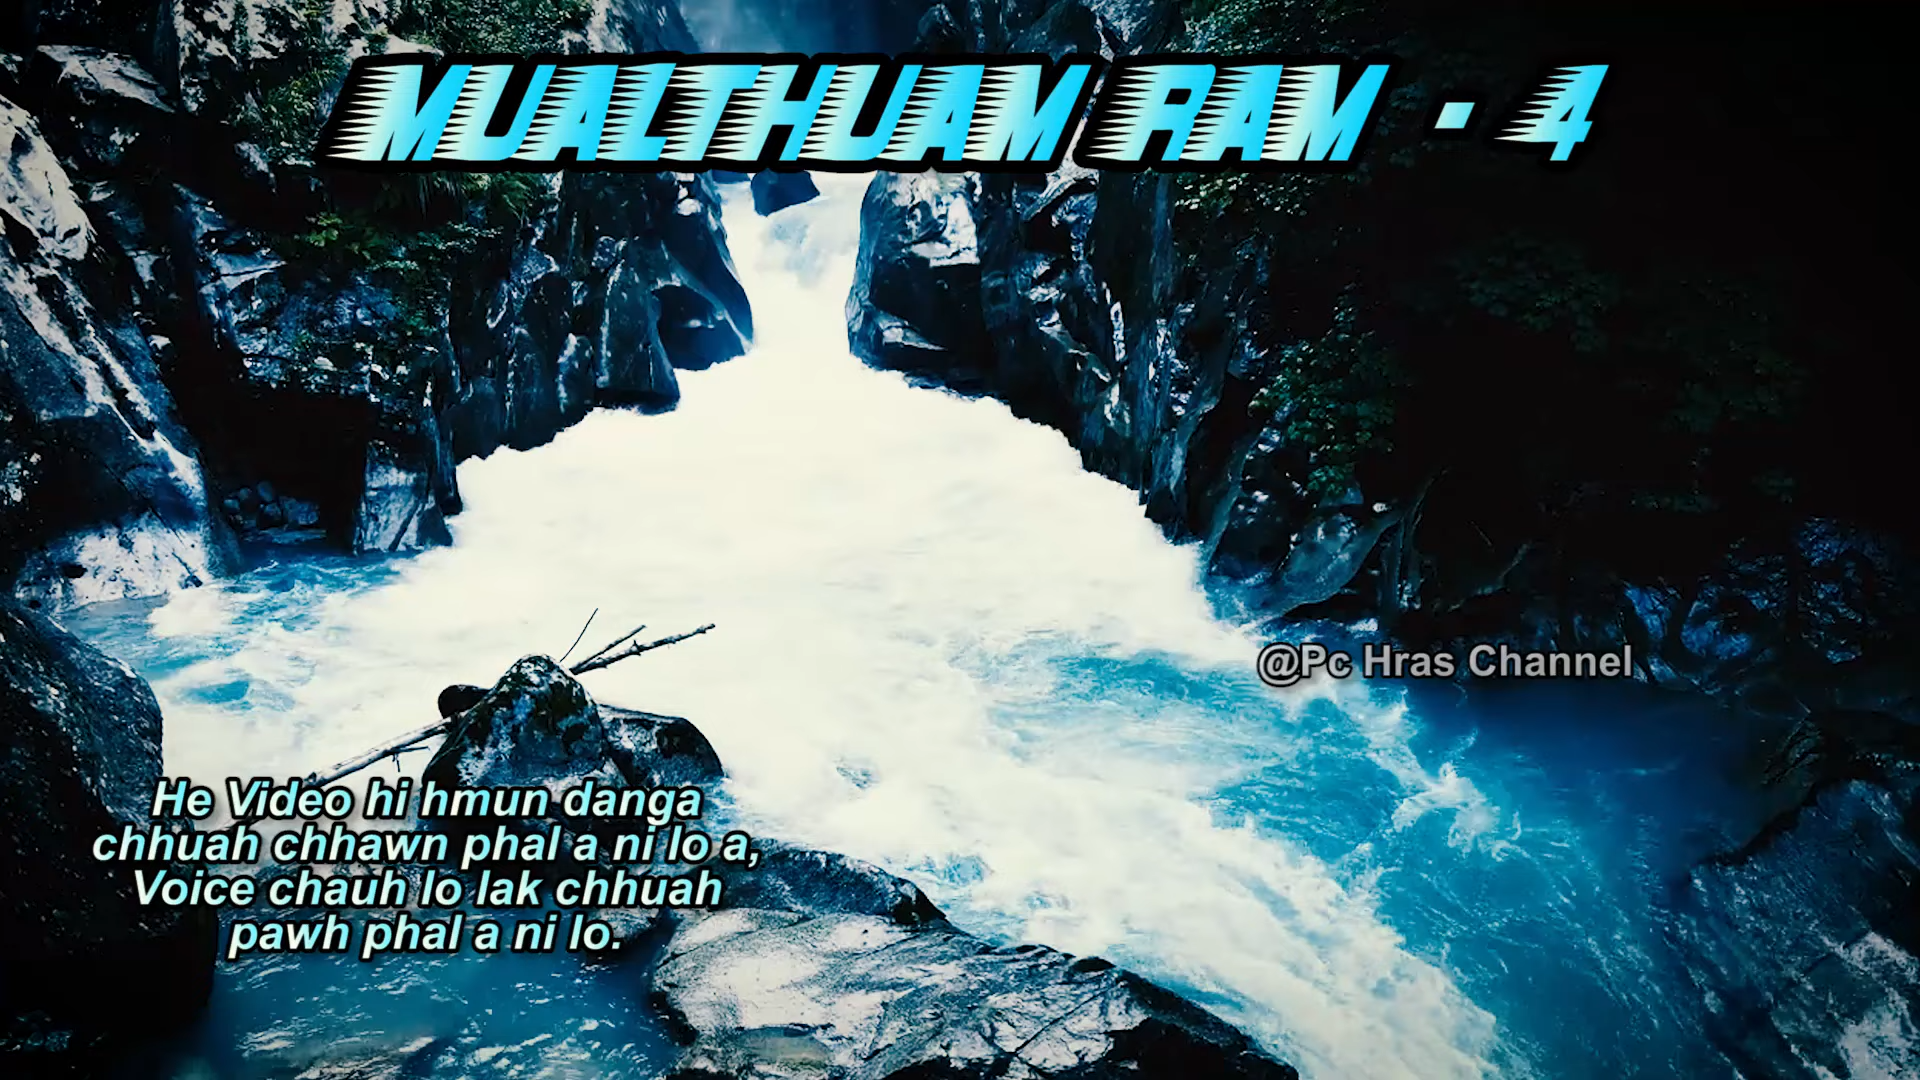 MUALTHUAM RAM - 4
@Pc Hras Channel
He Video hi hmun danga
chhuah chhawn phal a ni lo a,
Voice chauh lo lak chhuah
pawh phal a ni lo.